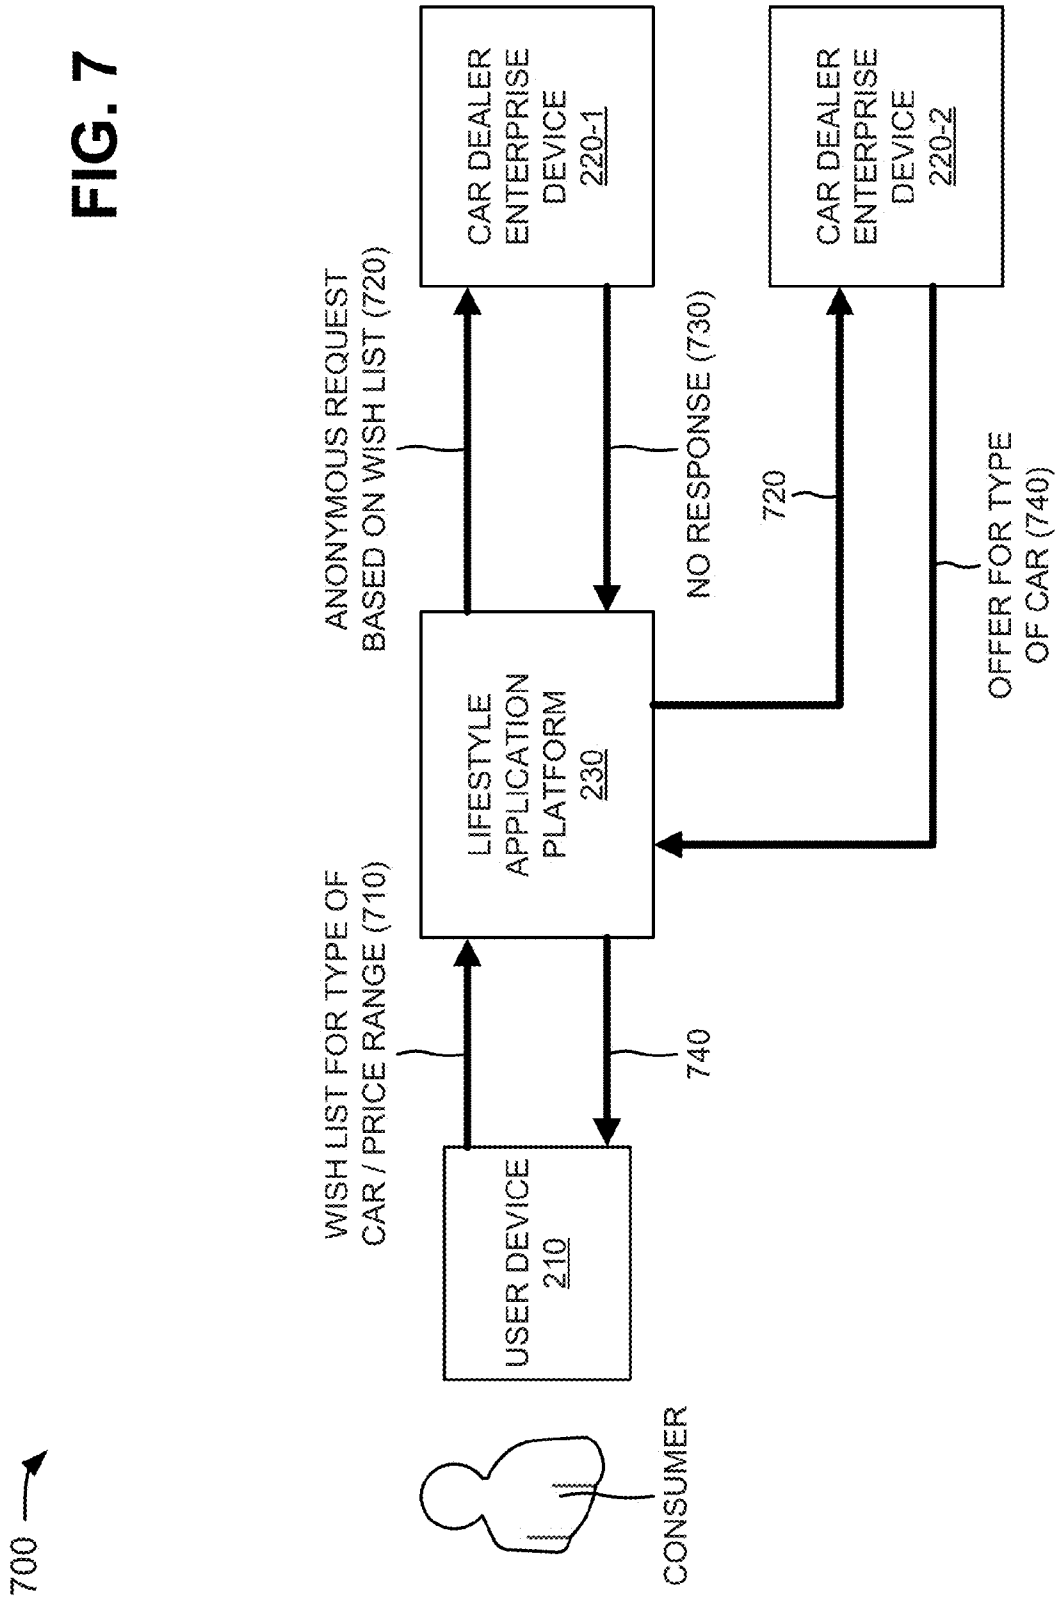 700
FIG. 7
WISH LIST FOR TYPE OF
CAR / PRICE RANGE (710)
ANONYMOUS REQUEST
BASED ON WISH LIST (720)
CONSUMER
USER DEVICE
210
740
LIFESTYLE
APPLICATION
PLATFORM
230
NO RESPONSE (730)
CAR DEALER
ENTERPRISE
DEVICE
220-1
720
OFFER FOR TYPE
OF CAR (740)
CAR DEALER
ENTERPRISE
DEVICE
220-2